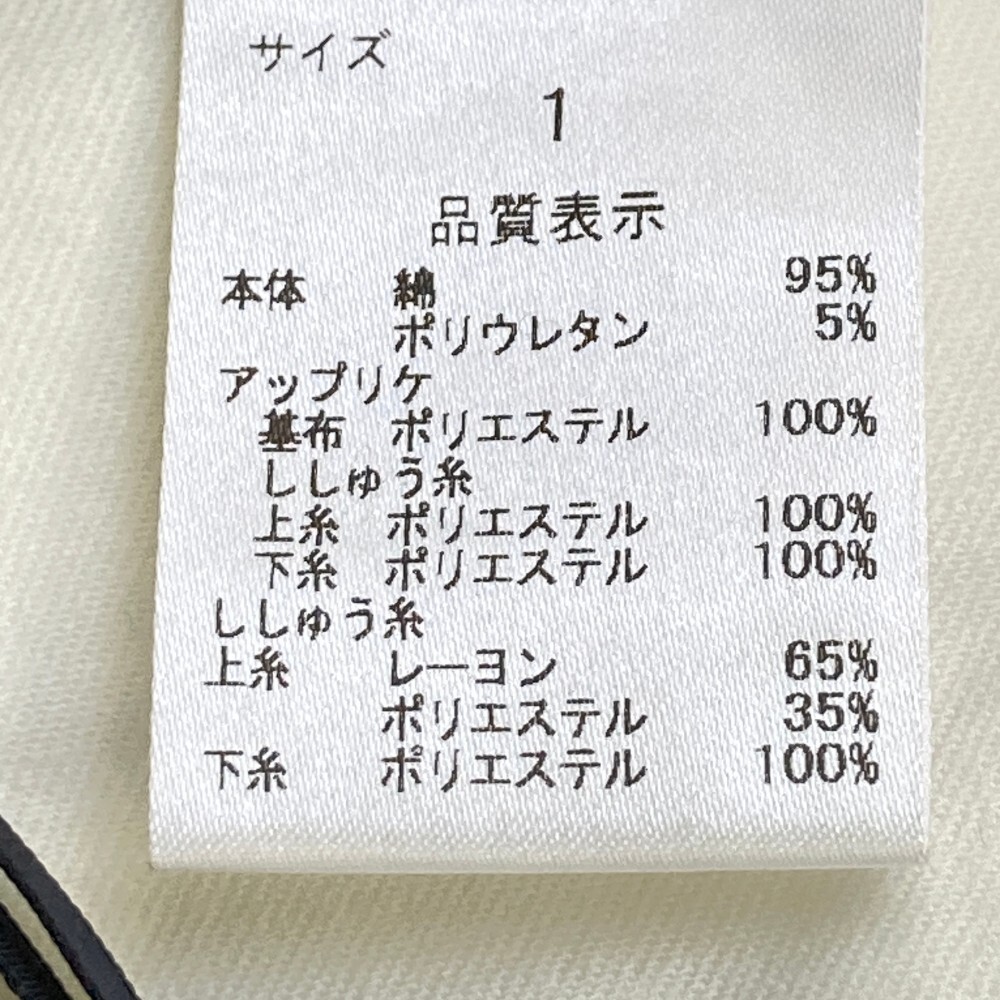 サイズ
1
品質表示
本体 綿 95%
ポリウレタン 5%
アップリケ
基布 ポリエステル 100%
ししゅう糸
上糸 ポリエステル 100%
下糸 ポリエステル 100%
ししゅう糸
上糸 レーヨン 65%
ポリエステル 35%
下糸 ポリエステル 100%